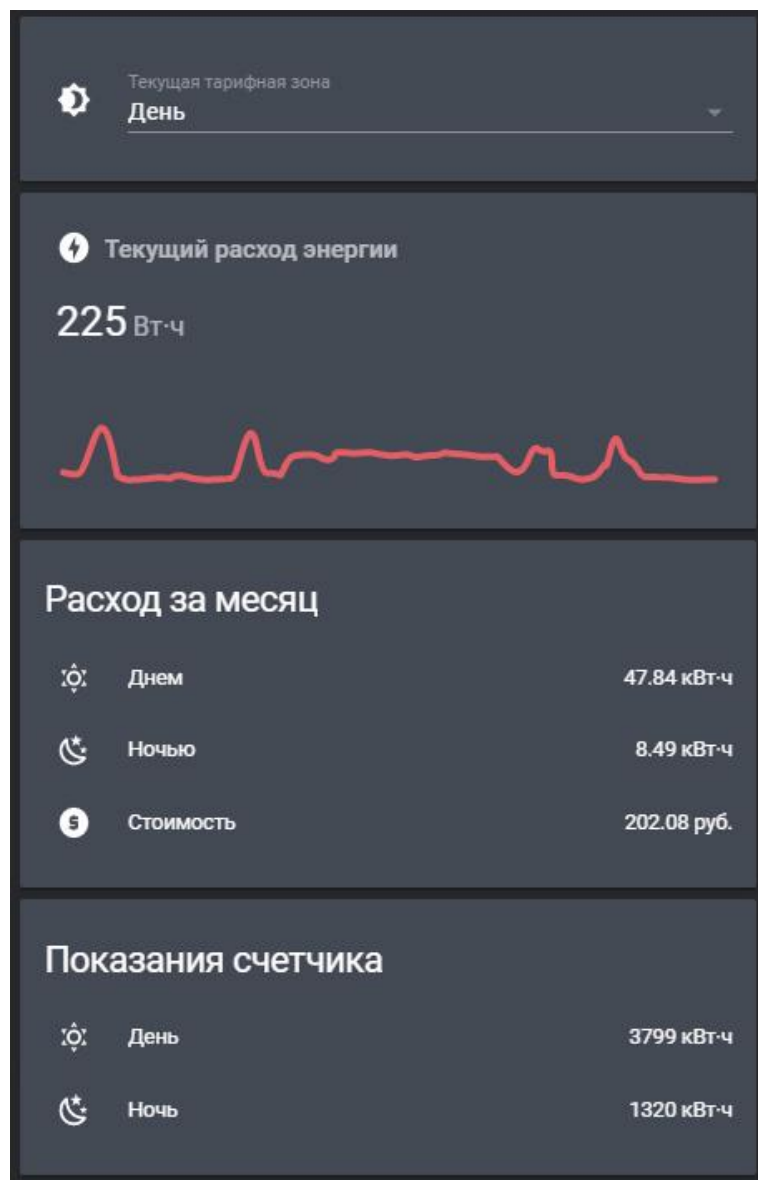 Текущая тарифная зона
День
Текущий расход энергии
225 Вт·ч
Расход за месяц
Днем 47.84 кВт·ч
Ночью 8.49 кВт·ч
Стоимость 202.08 руб.
Показания счетчика
День 3799 кВт·ч
Ночь 1320 кВт·ч